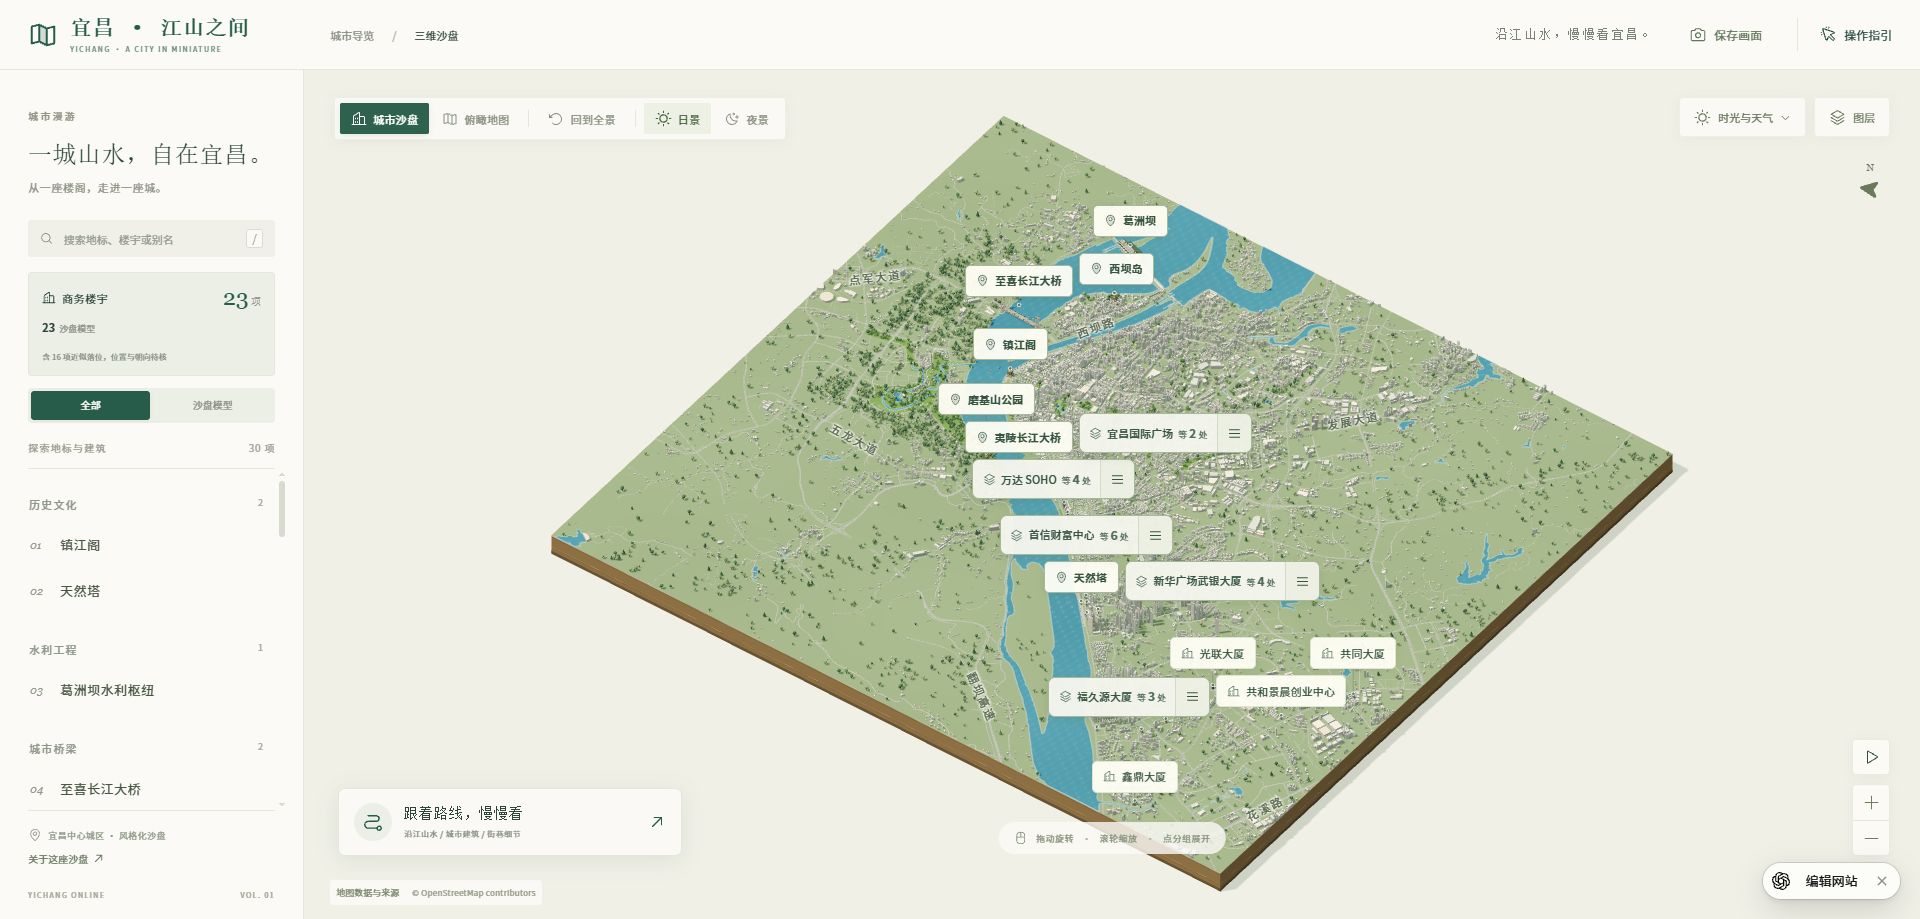 宜昌 · 江山之间
YICHANG · A CITY IN MINIATURE
城市导览 / 三维沙盘
沿江山水，慢慢看宜昌。
保存画面
操作指引
城市漫游
一城山水，自在宜昌。
从一座楼阁，走进一座城。
搜索地标、楼宇或别名
/
商务楼宇
23 项
23 沙盘模型
含 16 项近似落位，位置与朝向待核
全部
沙盘模型
探索地标与建筑
30 项
历史文化
2
01 镇江阁
02 天然塔
水利工程
1
03 葛洲坝水利枢纽
城市桥梁
2
04 至喜长江大桥
宜昌中心城区 · 风格化沙盘
关于这座沙盘
YICHANG ONLINE
VOL. 01
城市沙盘
俯瞰地图
回到全景
日景
夜景
时光与天气
图层
N
葛洲坝
西坝岛
至喜长江大桥
点军大道
西坝路
镇江阁
磨基山公园
夷陵长江大桥
宜昌国际广场 等 2 处
发展大道
五龙大道
万达 SOHO 等 4 处
首信财富中心 等 6 处
天然塔
新华广场武银大厦 等 4 处
光联大厦
共同大厦
翻坝高速
福久源大厦 等 3 处
共和景晨创业中心
鑫鼎大厦
花溪路
跟着路线，慢慢看
沿江山水 / 城市建筑 / 街巷细节
拖动旋转 · 滚轮缩放 · 点分组展开
地图数据与来源
© OpenStreetMap contributors
编辑网站